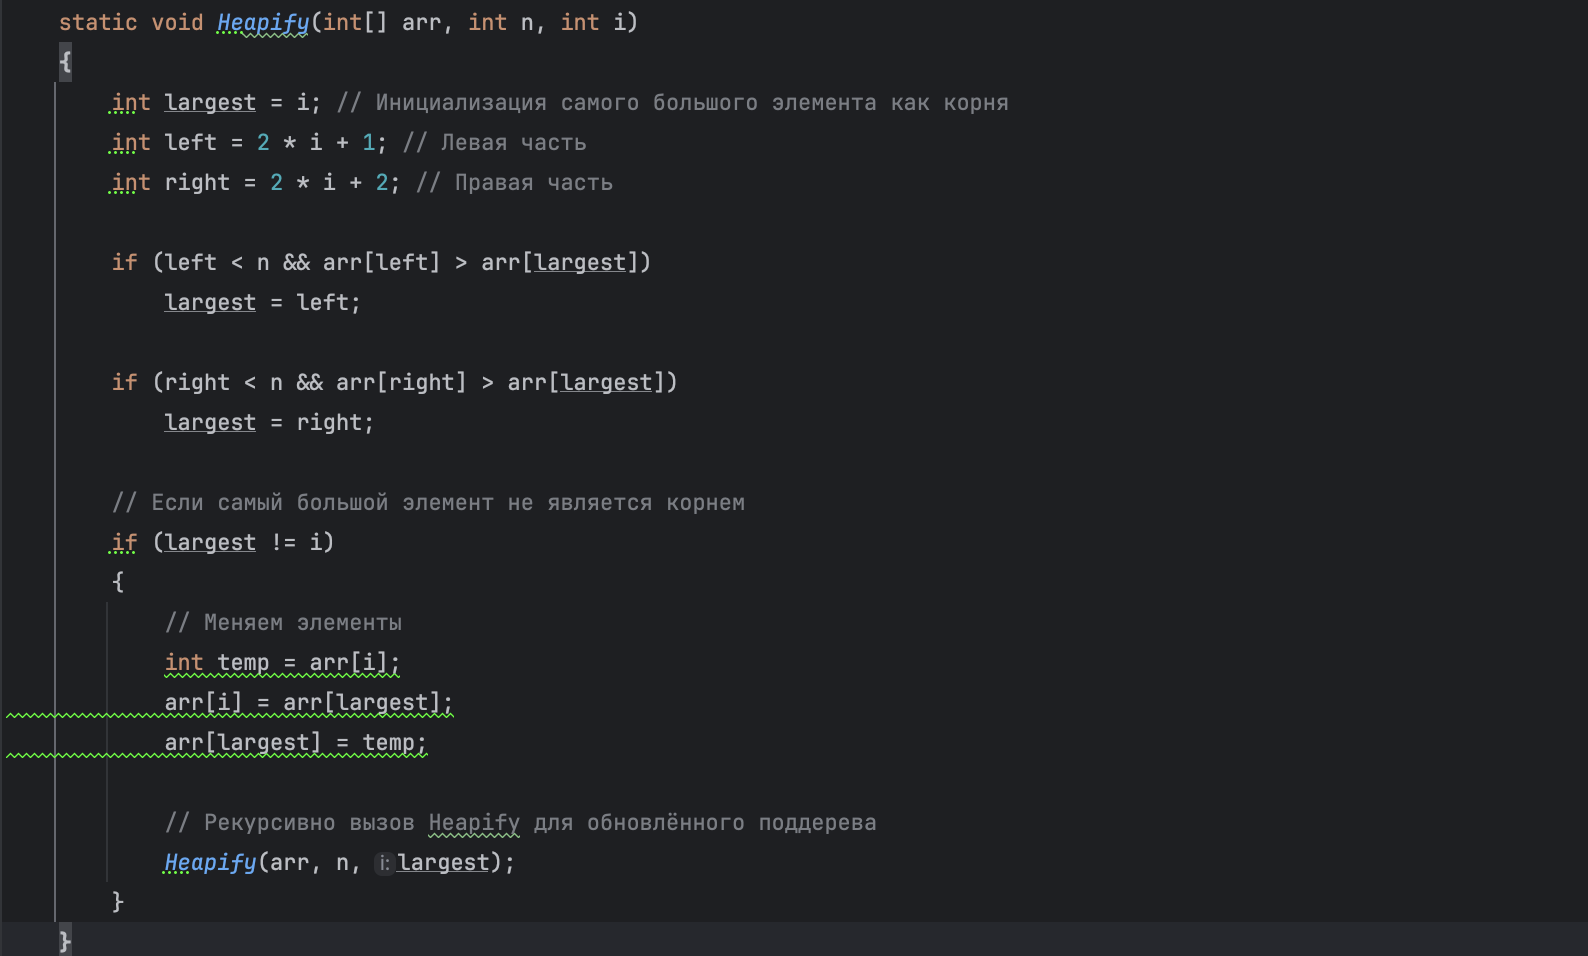 static void Heapify(int[] arr, int n, int i)
{
int largest = i; // Инициализация самого большого элемента как корня
int left = 2 * i + 1; // Левая часть
int right = 2 * i + 2; // Правая часть
if (left < n && arr[left] > arr[largest])
largest = left;
if (right < n && arr[right] > arr[largest])
largest = right;
// Если самый большой элемент не является корнем
if (largest != i)
{
// Меняем элементы
int temp = arr[i];
arr[i] = arr[largest];
arr[largest] = temp;
// Рекурсивно вызов Heapify для обновлённого поддерева
Heapify(arr, n, i: largest);
}
}